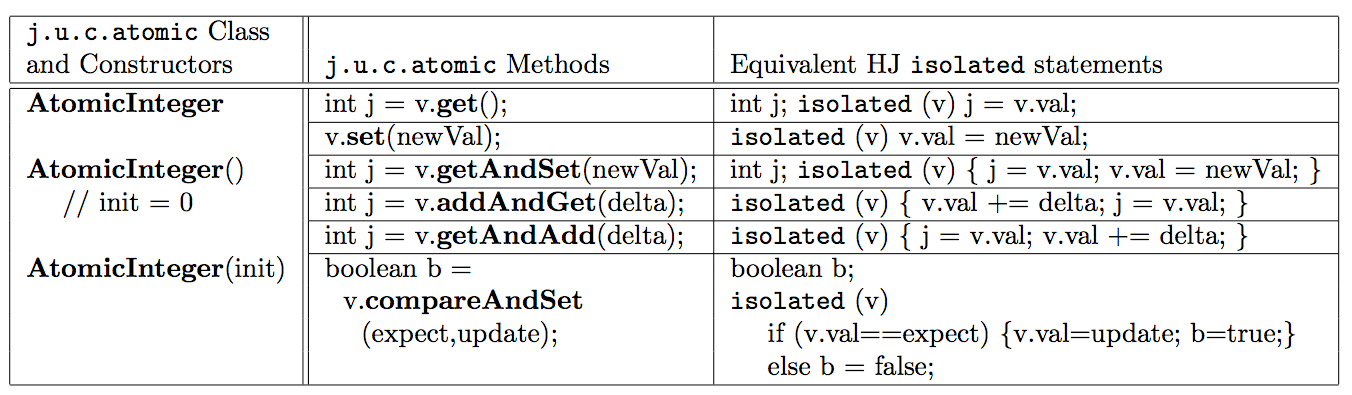 j.u.c.atomic Class
and Constructors
j.u.c.atomic Methods
Equivalent HJ isolated statements
AtomicInteger
int j = v.get();
int j; isolated (v) j = v.val;
v.set(newVal);
isolated (v) v.val = newVal;
AtomicInteger()
int j = v.getAndSet(newVal);
int j; isolated (v) { j = v.val; v.val = newVal; }
// init = 0
int j = v.addAndGet(delta);
isolated (v) { v.val += delta; j = v.val; }
int j = v.getAndAdd(delta);
isolated (v) { j = v.val; v.val += delta; }
AtomicInteger(init)
boolean b =
v.compareAndSet
(expect,update);
boolean b;
isolated (v)
if (v.val==expect) {v.val=update; b=true;}
else b = false;